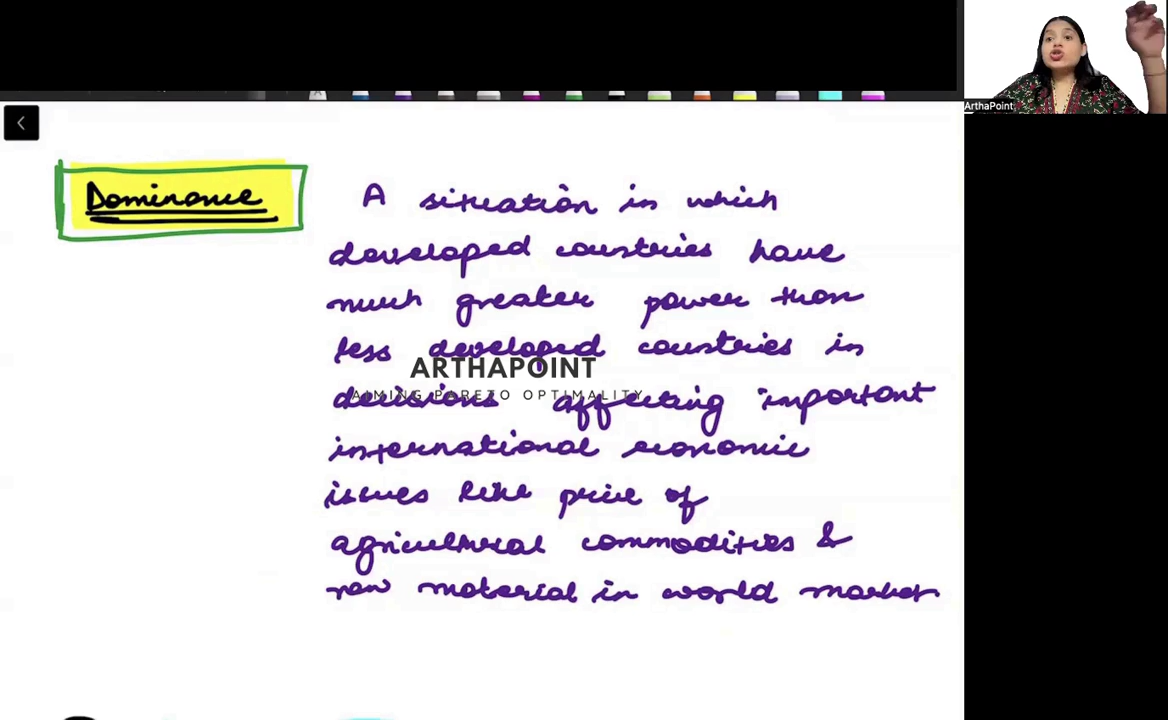 ArthaPoint
Dominance
A situation in which
developed countries have
much greater power than
less developed countries in
decisions affecting important
international economic
issues like price of
agricultural commodities &
raw material in world market
ARTHAPOINT
AIMING PARETO OPTIMALITY